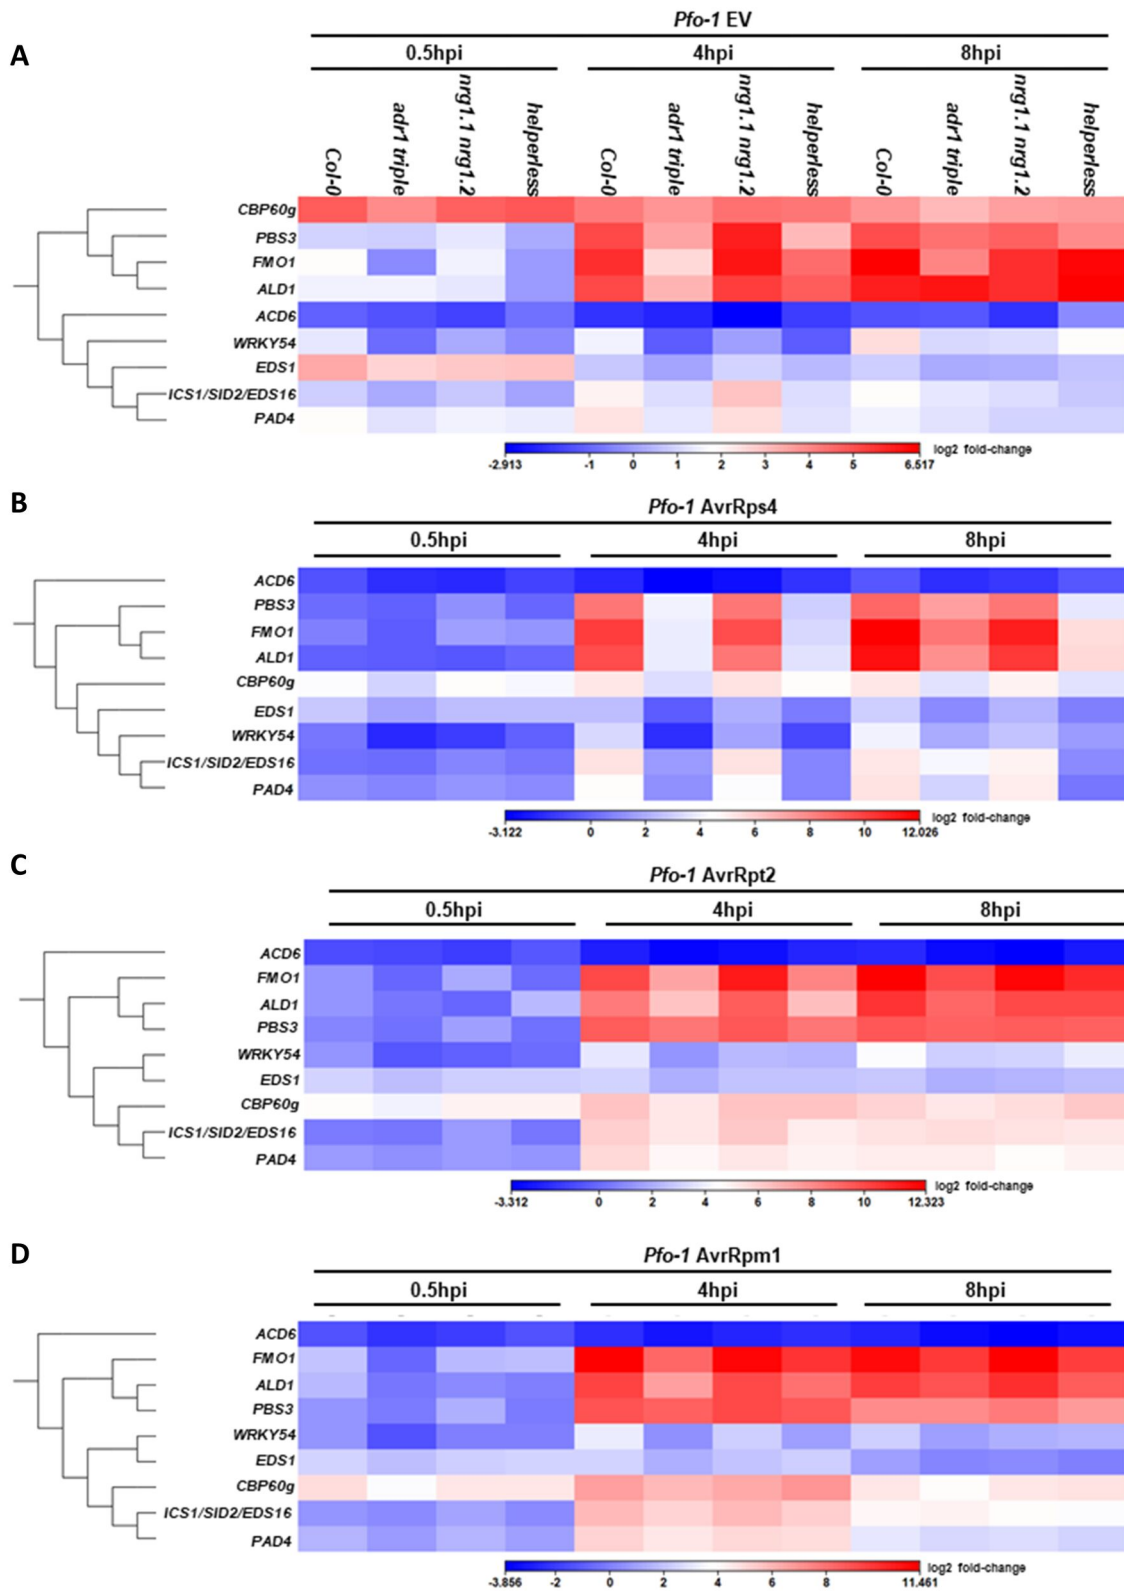 A
Pfo-1 EV
0.5hpi 4hpi 8hpi
Col-0 adr1 triple nrg1.1 nrg1.2 helperless Col-0 adr1 triple nrg1.1 nrg1.2 helperless Col-0 adr1 triple nrg1.1 nrg1.2 helperless
CBP60g
PBS3
FMO1
ALD1
ACD6
WRKY54
EDS1
ICS1/SID2/EDS16
PAD4
-2.913 -1 0 1 2 3 4 5 6.517 log2 fold-change
B
Pfo-1 AvrRps4
0.5hpi 4hpi 8hpi
ACD6
PBS3
FMO1
ALD1
CBP60g
EDS1
WRKY54
ICS1/SID2/EDS16
PAD4
-3.122 0 2 4 6 8 10 12.026 log2 fold-change
C
Pfo-1 AvrRpt2
0.5hpi 4hpi 8hpi
ACD6
FMO1
ALD1
PBS3
WRKY54
EDS1
CBP60g
ICS1/SID2/EDS16
PAD4
-3.312 0 2 4 6 8 10 12.323 log2 fold-change
D
Pfo-1 AvrRpm1
0.5hpi 4hpi 8hpi
ACD6
FMO1
ALD1
PBS3
WRKY54
EDS1
CBP60g
ICS1/SID2/EDS16
PAD4
-3.856 -2 0 2 4 6 8 11.461 log2 fold-change